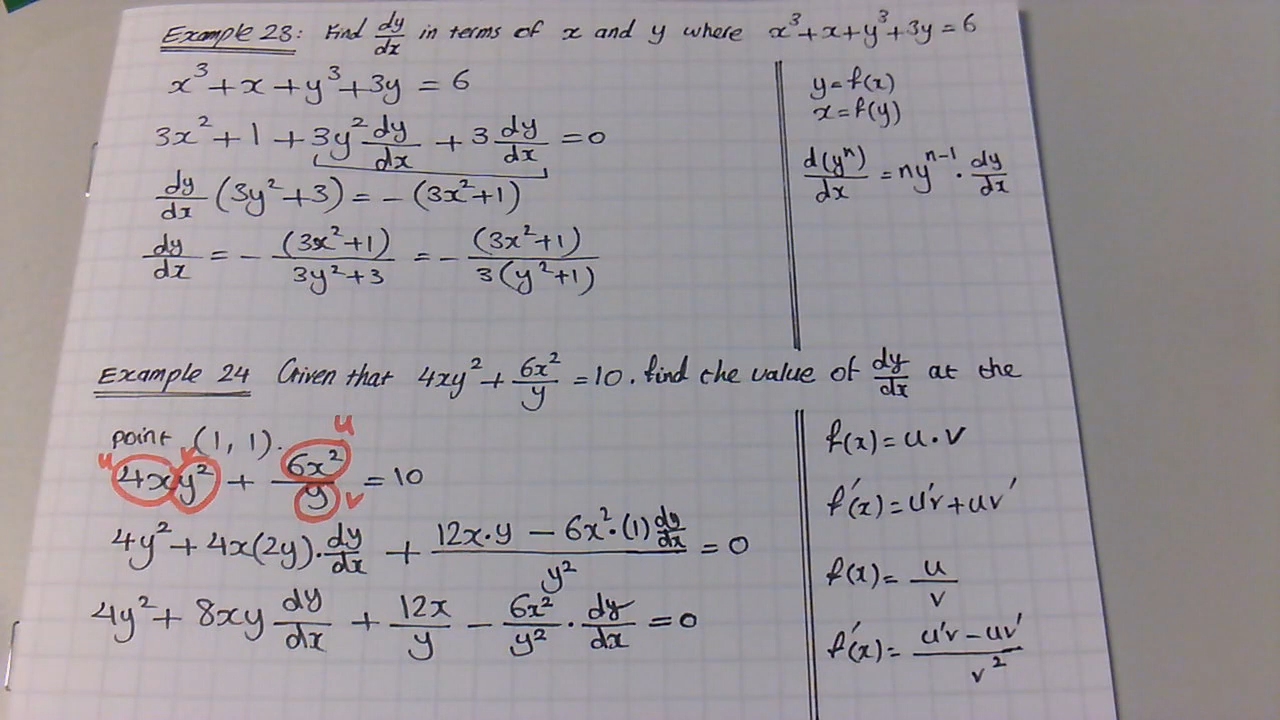 Example 23: Find dy/dx in terms of x and y where x³+x+y³+3y=6
x³+x+y³+3y=6
3x²+1+3y² dy/dx + 3 dy/dx = 0
dy/dx (3y²+3) = -(3x²+1)
dy/dx = - (3x²+1)/(3y²+3) = - (3x²+1)/(3(y²+1))
y=f(x)
x=f(y)
d(yⁿ)/dx = nyⁿ⁻¹ · dy/dx
Example 24 Given that 4xy² + 6x²/y = 10. find the value of dy/dx at the
point (1, 1).
u v u
4xy² + 6x²/y = 10
v
4y² + 4x(2y)·dy/dx + (12x·y - 6x²·(1) dy/dx)/y² = 0
4y² + 8xy dy/dx + 12x/y - 6x²/y² · dy/dx = 0
f(x) = u·v
f'(x) = u'v+uv'
f(x) = u/v
f'(x) = (u'v-uv')/v²